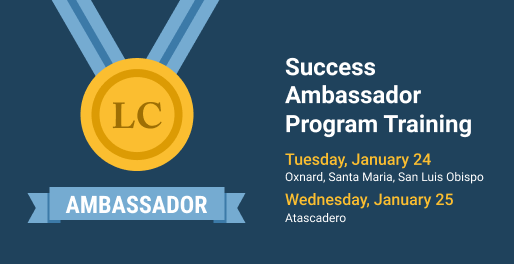 LC
AMBASSADOR
Success
Ambassador
Program Training
Tuesday, January 24
Oxnard, Santa Maria, San Luis Obispo
Wednesday, January 25
Atascadero